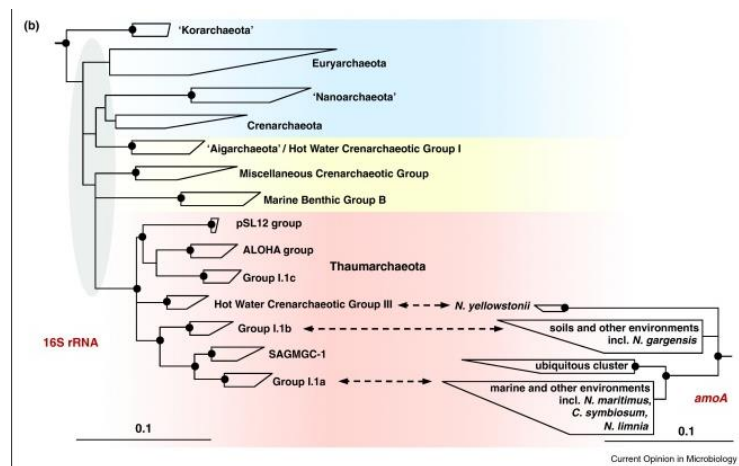 (b)
'Korarchaeota'
Euryarchaeota
'Nanoarchaeota'
Crenarchaeota
'Aigarchaeota' / Hot Water Crenarchaeotic Group I
Miscellaneous Crenarchaeotic Group
Marine Benthic Group B
pSL12 group
ALOHA group
Thaumarchaeota
Group I.1c
Hot Water Crenarchaeotic Group III
N. yellowstonii
Group I.1b
soils and other environments
incl. N. gargensis
16S rRNA
SAGMGC-1
ubiquitous cluster
Group I.1a
marine and other environments
incl. N. maritimus,
C. symbiosum,
N. limnia
amoA
0.1
0.1
Current Opinion in Microbiology